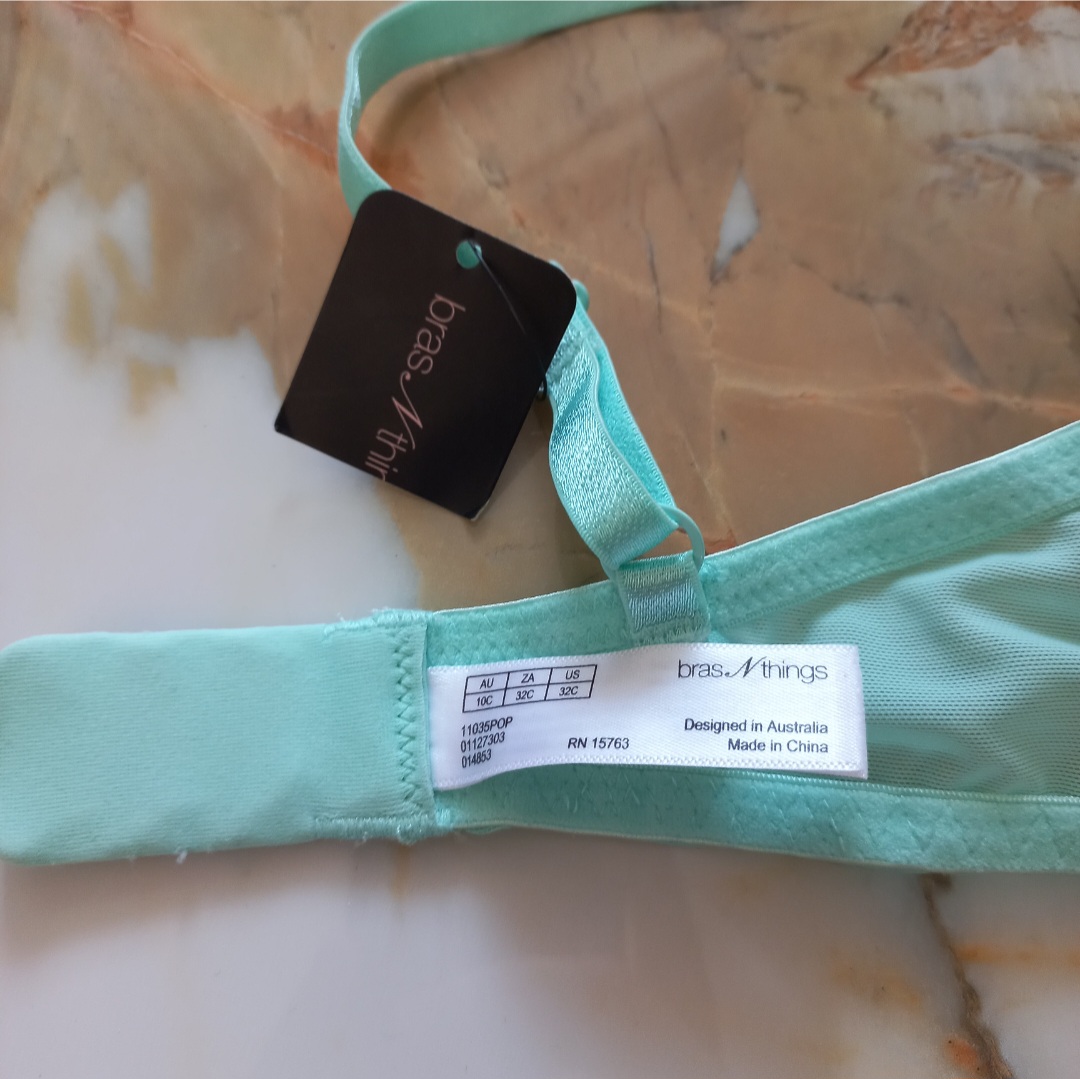 bras N thin
AU ZA US
10C 32C 32C
11035POP
01127303
014853
RN 15763
bras N things
Designed in Australia
Made in China